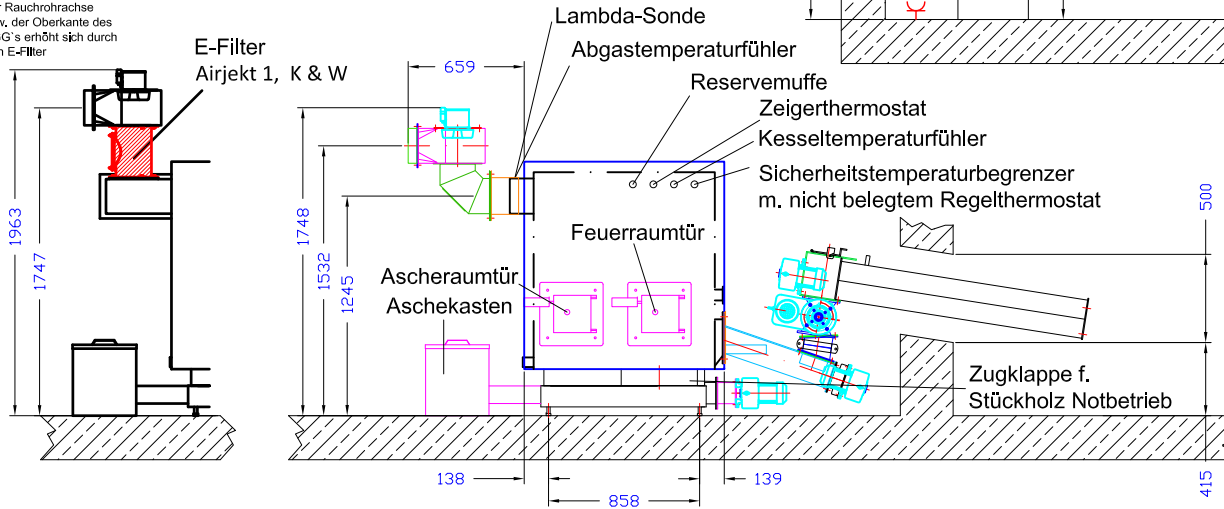 Rauchrohrachse
der Oberkante des
erhöht sich durch
E-Filter
E-Filter
Airjekt 1, K & W
Lambda-Sonde
Abgastemperaturfühler
Reservemuffe
Zeigerthermostat
Kesseltemperaturfühler
Sicherheitstemperaturbegrenzer
m. nicht belegtem Regelthermostat
Feuerraumtür
Ascheraumtür
Aschekasten
Zugklappe f.
Stückholz Notbetrieb
659
1963
1747
1748
1532
1245
500
415
138
858
139